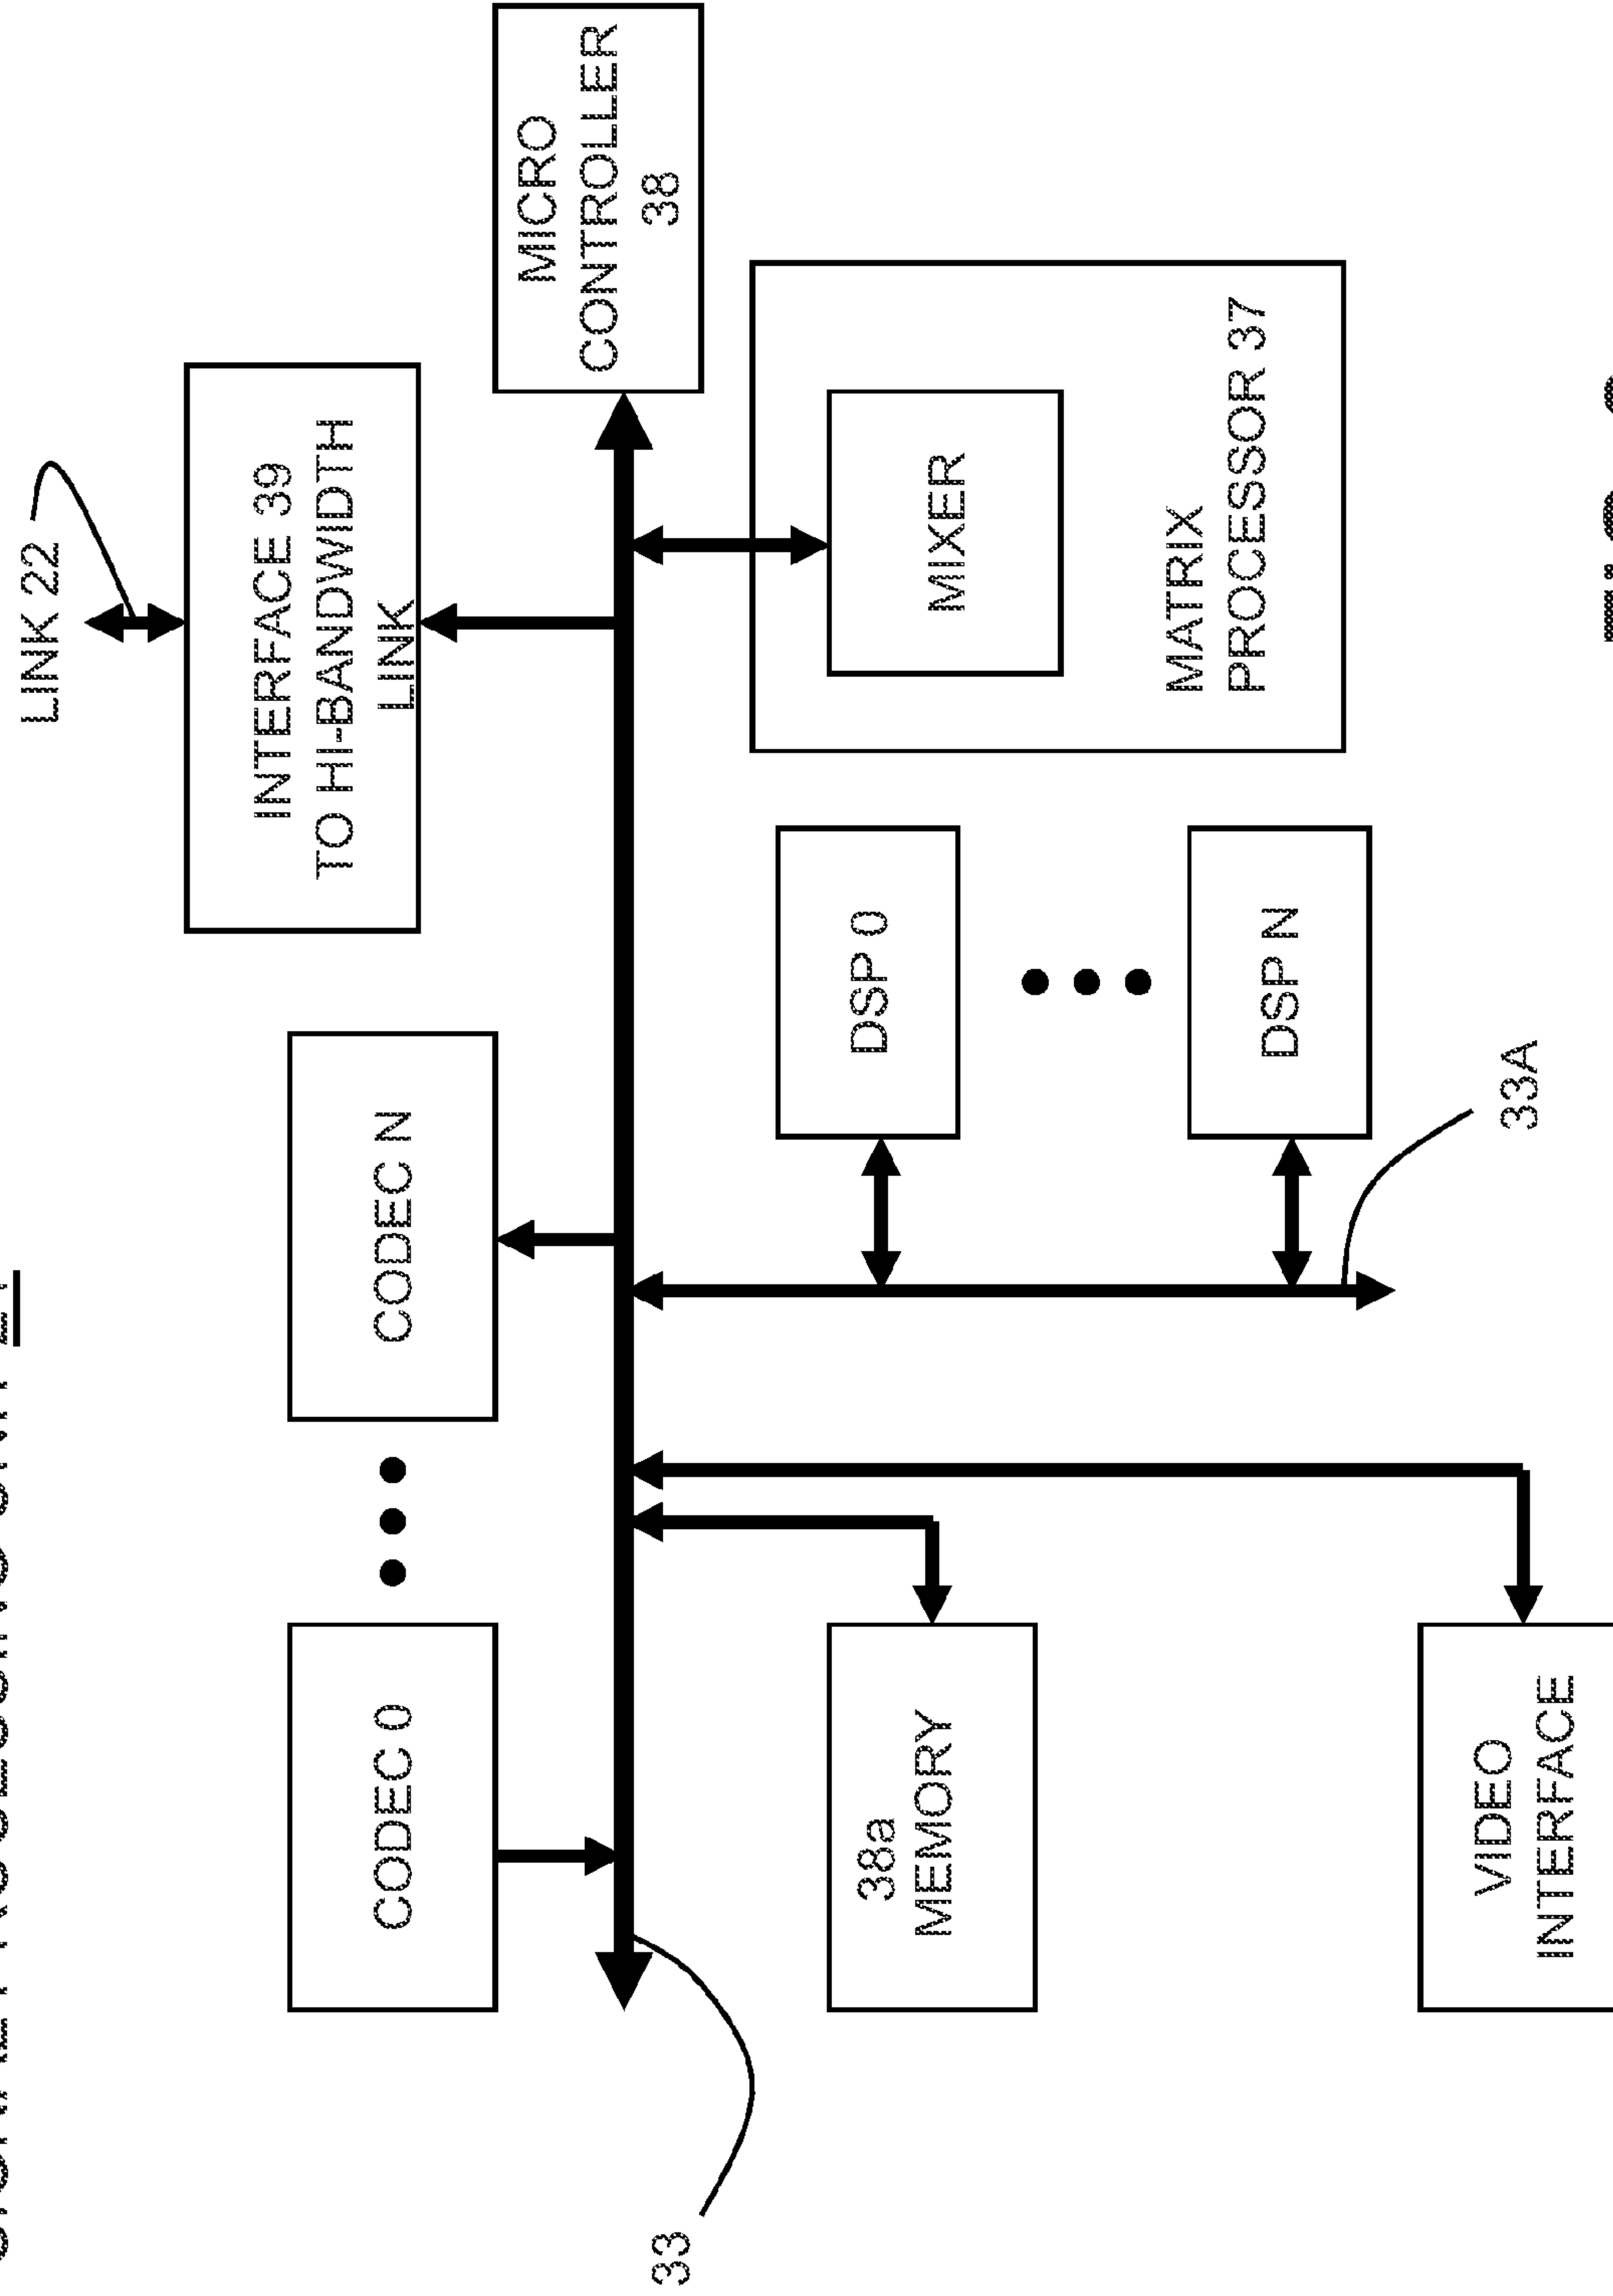 LINK 22
INTERFACE 39
TO HI-BANDWIDTH
LINK
MICRO
CONTROLLER
38
CODEC 0
CODEC N
MIXER
MATRIX
PROCESSOR 37
DSP 0
DSP N
38a
MEMORY
VIDEO
INTERFACE
33
33A